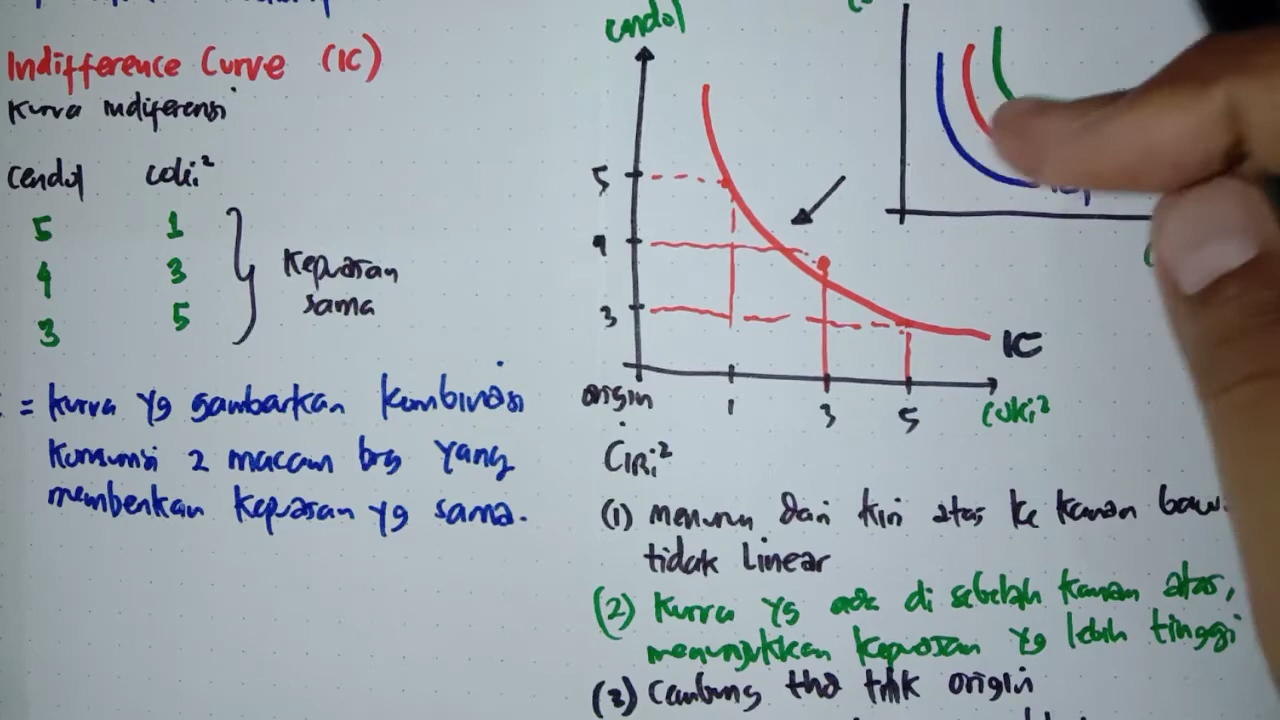 Indifference Curve (IC)
Kurva indiferensi
Cendol coki²
5 1
4 3
3 5
Kepuasan
sama
= kurva yg gambarkan kombinasi
konsumsi 2 macam brg yang
memberikan kepuasan yg sama.
cendol
5
4
3
IC
origin
1
3
5
coki²
Ciri²
(1) menurun dari kiri atas ke kanan
tidak linear
(2) kurva yg ada di sebelah kanan atas,
menunjukkan kepuasan yg lebih tinggi
(3) Cembung thd titik origin